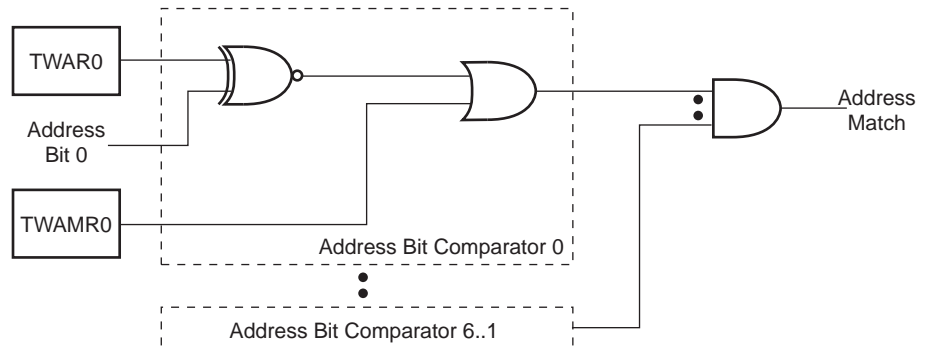 TWAR0
Address
Bit 0
Address
Match
TWAMR0
Address Bit Comparator 0
Address Bit Comparator 6..1